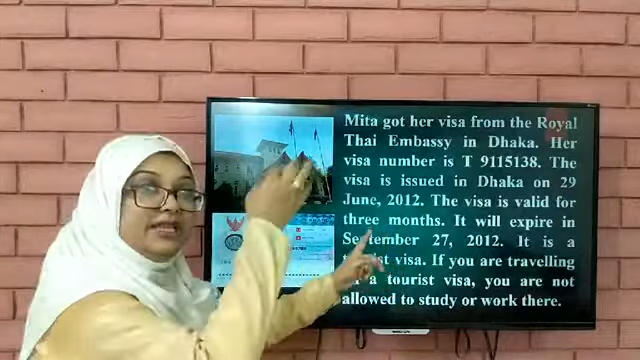 Mita got her visa from the Royal
Thai Embassy in Dhaka. Her
visa number is T 9115138. The
visa is issued in Dhaka on 29
June, 2012. The visa is valid for
three months. It will expire in
September 27, 2012. It is a
tourist visa. If you are travelling
a tourist visa, you are not
allowed to study or work there.